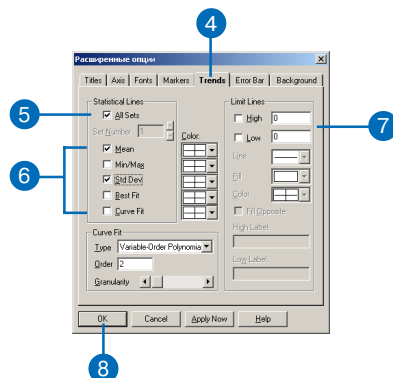 4
Расширенные опции
Titles Axis Fonts Markers Trends Error Bar Background
Statistical Lines
All Sets
Set Number 1
Color:
Mean
Min/Max
Std Dev
Best Fit
Curve Fit
Limit Lines
High 0
Low 0
Line
Fill
Color
Fill Opposite
High Label:
Low Label:
Curve Fit
Type Variable-Order Polynomia
Order 2
Granularity
OK Cancel Apply Now Help
5
6
7
8